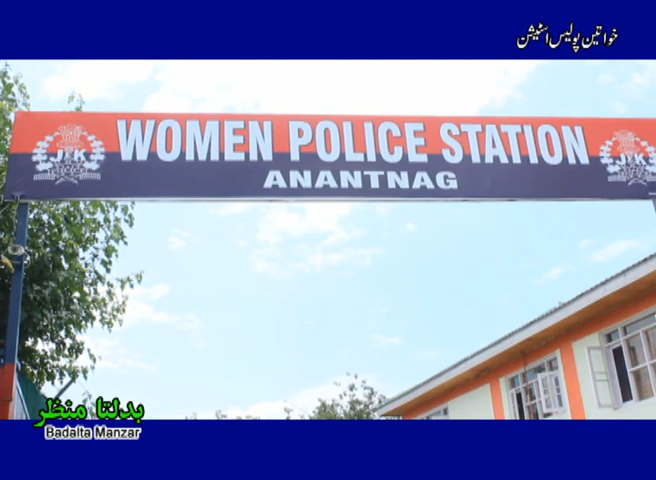 خواتین پولیس اسٹیشن
WOMEN POLICE STATION
ANANTNAG
J K
J K
بدلتا منظر
Badalta Manzar